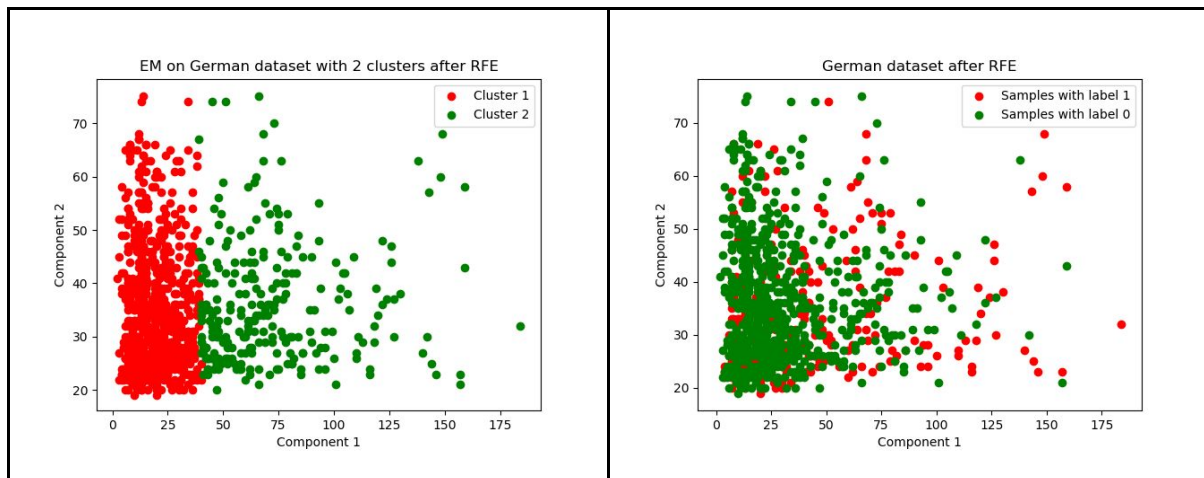 EM on German dataset with 2 clusters after RFE
Cluster 1
Cluster 2
70
60
50
40
30
20
Component 2
0
25
50
75
100
125
150
175
Component 1
German dataset after RFE
Samples with label 1
Samples with label 0
70
60
50
40
30
20
Component 2
0
25
50
75
100
125
150
175
Component 1